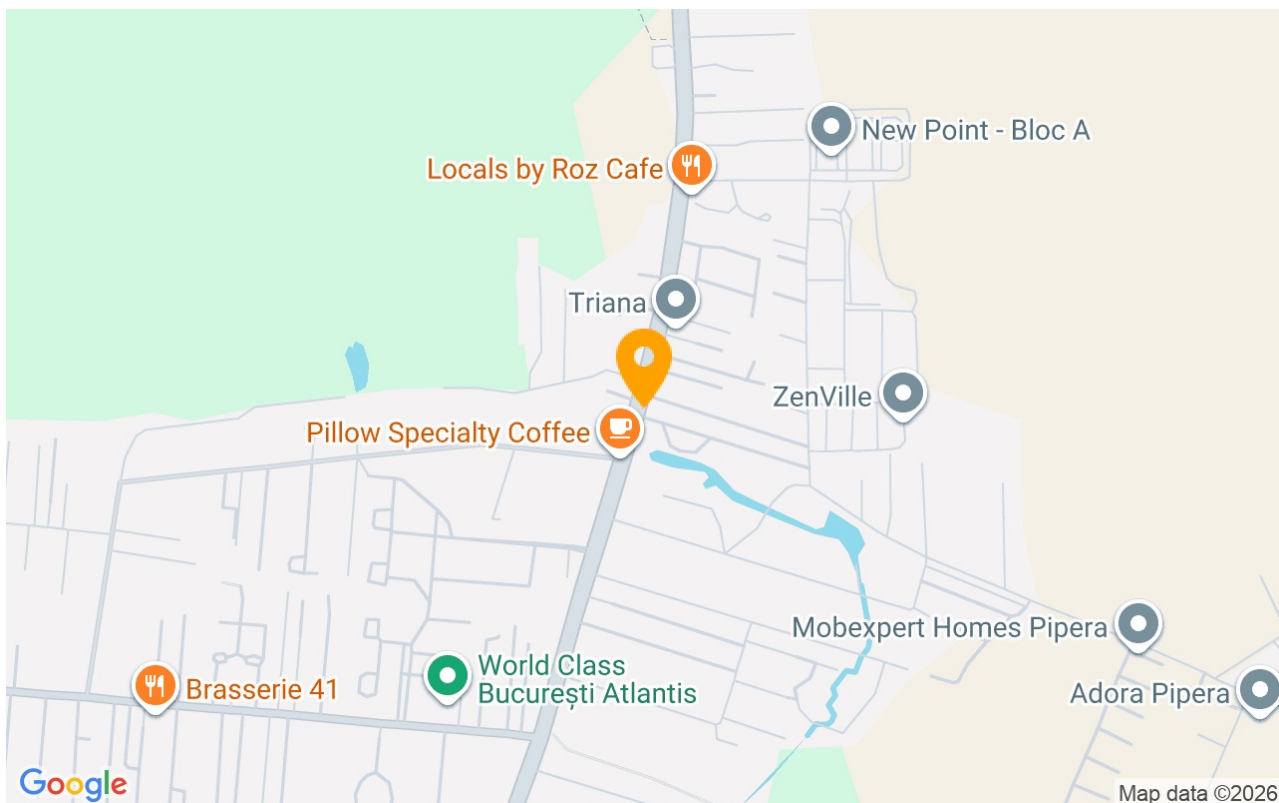 New Point - Bloc A
Locals by Roz Cafe
Triana
ZenVille
Pillow Specialty Coffee
Mobexpert Homes Pipera
World Class
București Atlantis
Brasserie 41
Adora Pipera
Google
Map data ©2026